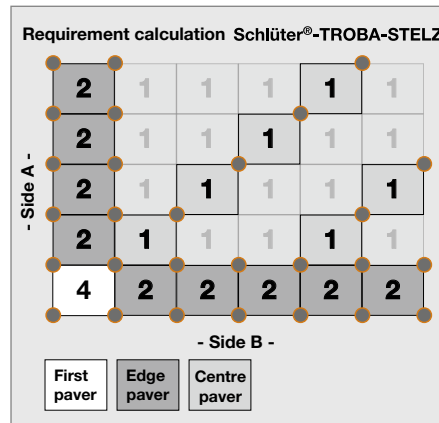 Requirement calculation Schlüter®-TROBA-STELZ
2 1 1 1 1 1
2 1 1 1 1 1
2 1 1 1 1 1
2 1 1 1 1 1
4 2 2 2 2 2
- Side A -
- Side B -
First
paver
Edge
paver
Centre
paver